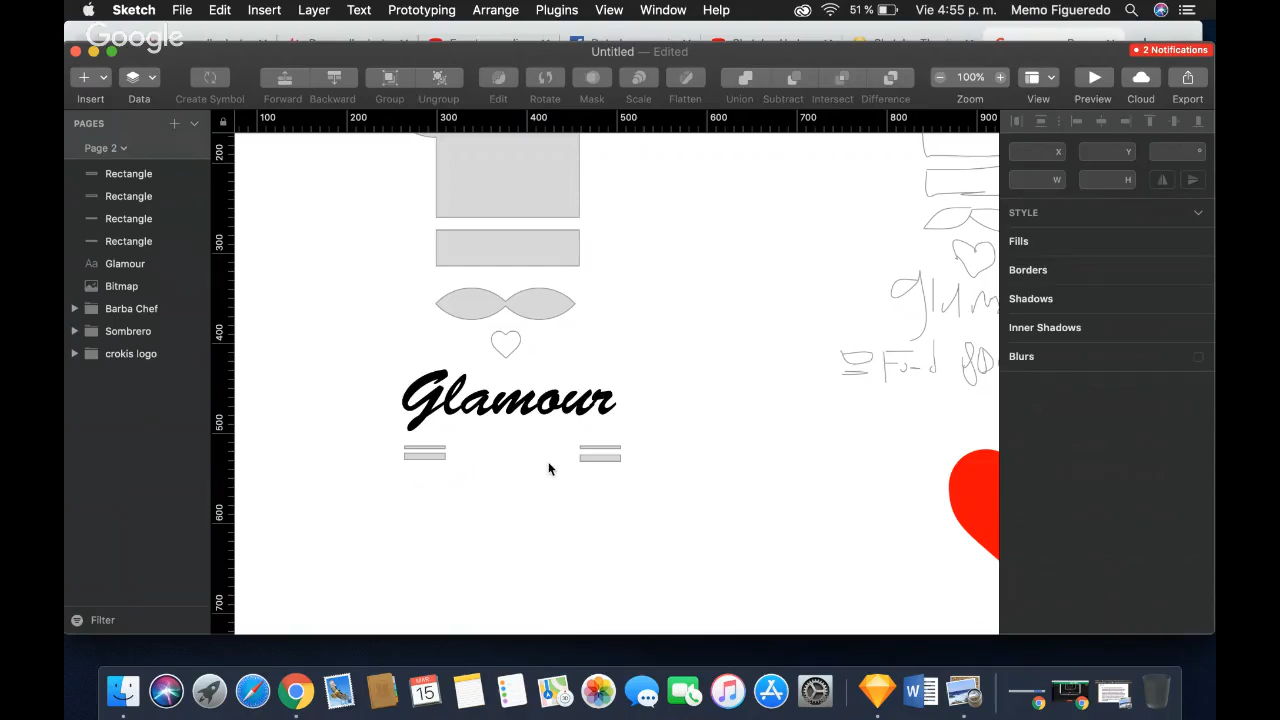 Sketch File Edit Insert Layer Text Prototyping Arrange Plugins View Window Help 51 % Vie 4:55 p. m. Memo Figueredo
Google
Untitled — Edited
2 Notifications
Insert Data Create Symbol Forward Backward Group Ungroup Edit Rotate Mask Scale Flatten Union Subtract Intersect Difference Zoom View Preview Cloud Export
100%
PAGES
Page 2
100 200 300 400 500 600 700 800 900
200
300
400
500
600
700
Rectangle
Rectangle
Rectangle
Rectangle
Aa Glamour
Bitmap
Barba Chef
Sombrero
crokis logo
Filter
Glamour
X Y °
W H
STYLE
Fills
Borders
Shadows
Inner Shadows
Blurs
MAR
15